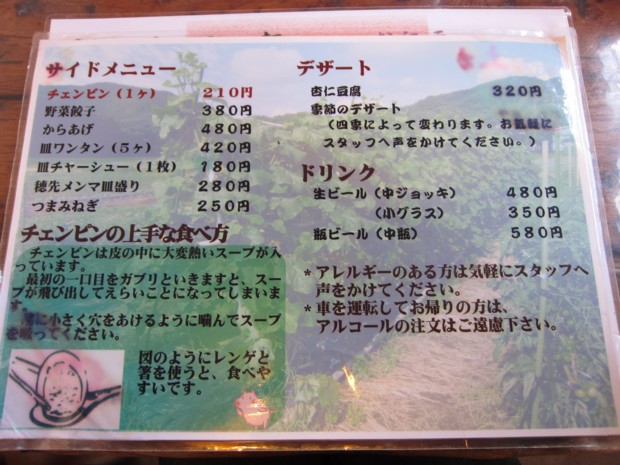 サイドメニュー
チェンビン（1ヶ） 210円
野菜餃子 380円
からあげ 480円
皿ワンタン（5ヶ） 420円
皿チャーシュー（1枚） 180円
穂先メンマ皿盛り 280円
つまみねぎ 250円
チェンビンの上手な食べ方
チェンビンは皮の中に大変熱いスープが入
っています。
最初の一口目をガブリといきますと、スープ
が飛び出してえらいことになってしまいま
す。
に小さく穴をあけるように噛んでスープ
を吸ってください。
図のようにレンゲと
箸を使うと、食べや
すいです。
デザート
杏仁豆腐 320円
季節のデザート
（四季によって変わります。お気軽に
スタッフへ声をかけてください。）
ドリンク
生ビール（中ジョッキ） 480円
（小グラス） 350円
瓶ビール（中瓶） 580円
＊アレルギーのある方は気軽にスタッフへ
声をかけてください。
＊車を運転してお帰りの方は、
アルコールの注文はご遠慮下さい。